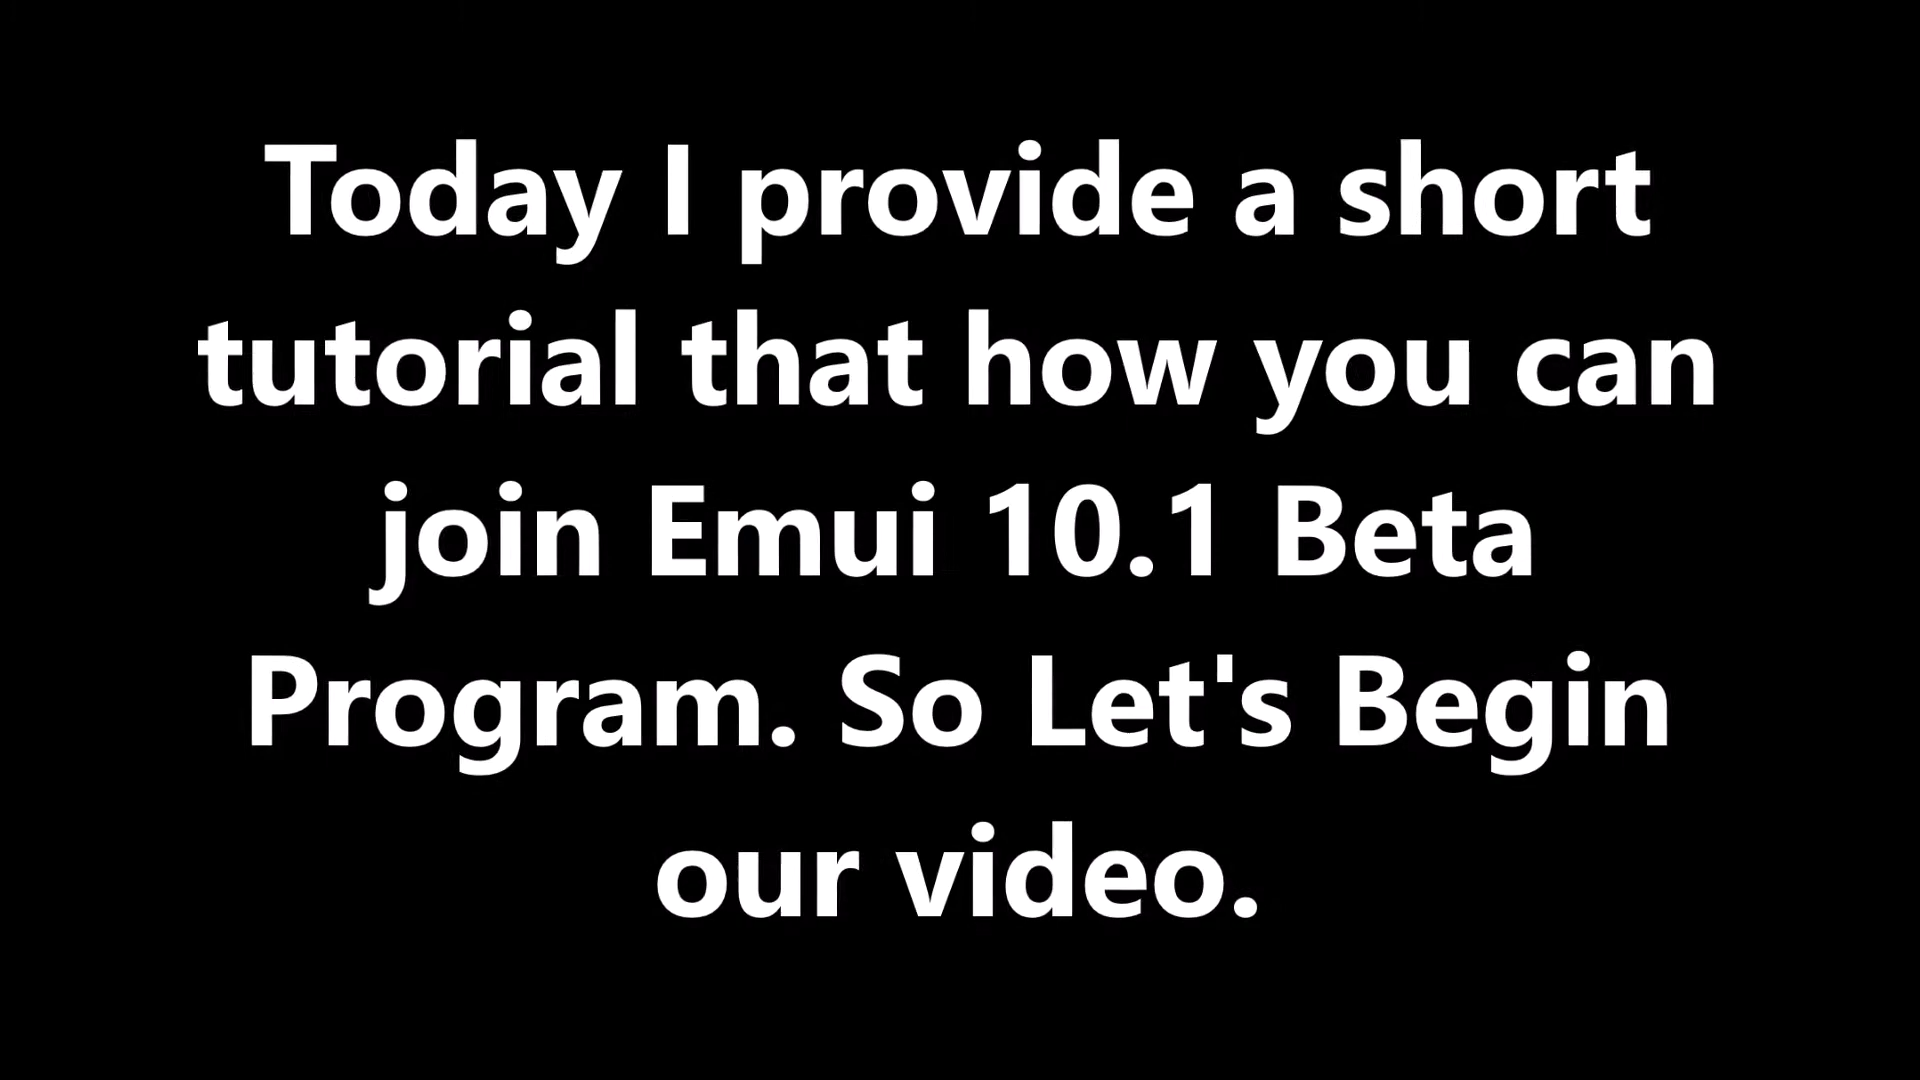 Today I provide a short
tutorial that how you can
join Emui 10.1 Beta
Program. So Let's Begin
our video.